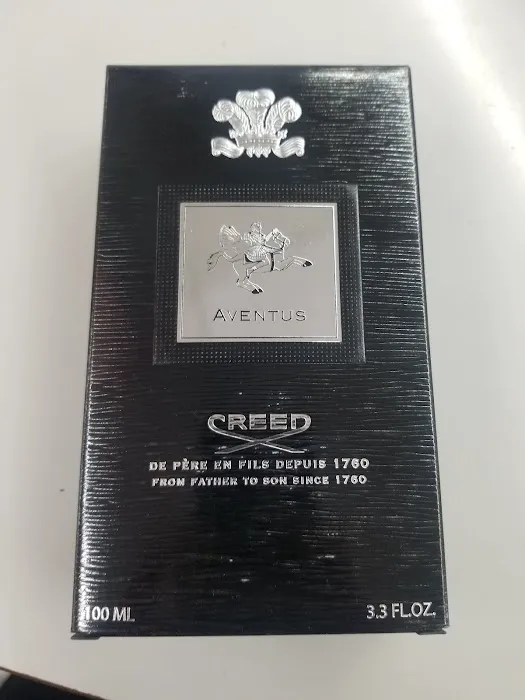 AVENTUS
CREED
DE PÈRE EN FILS DEPUIS 1760
FROM FATHER TO SON SINCE 1760
100 ML
3.3 FL.OZ.